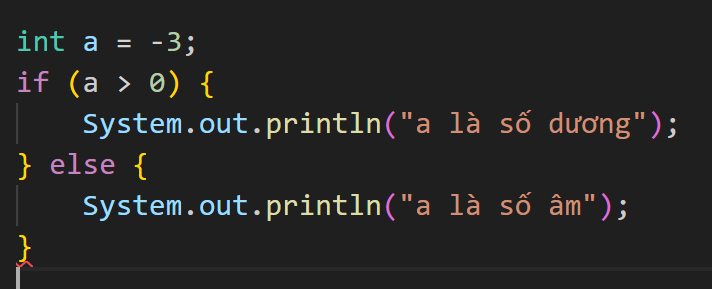 int a = -3;
if (a > 0) {
    System.out.println("a là số dương");
} else {
    System.out.println("a là số âm");
}